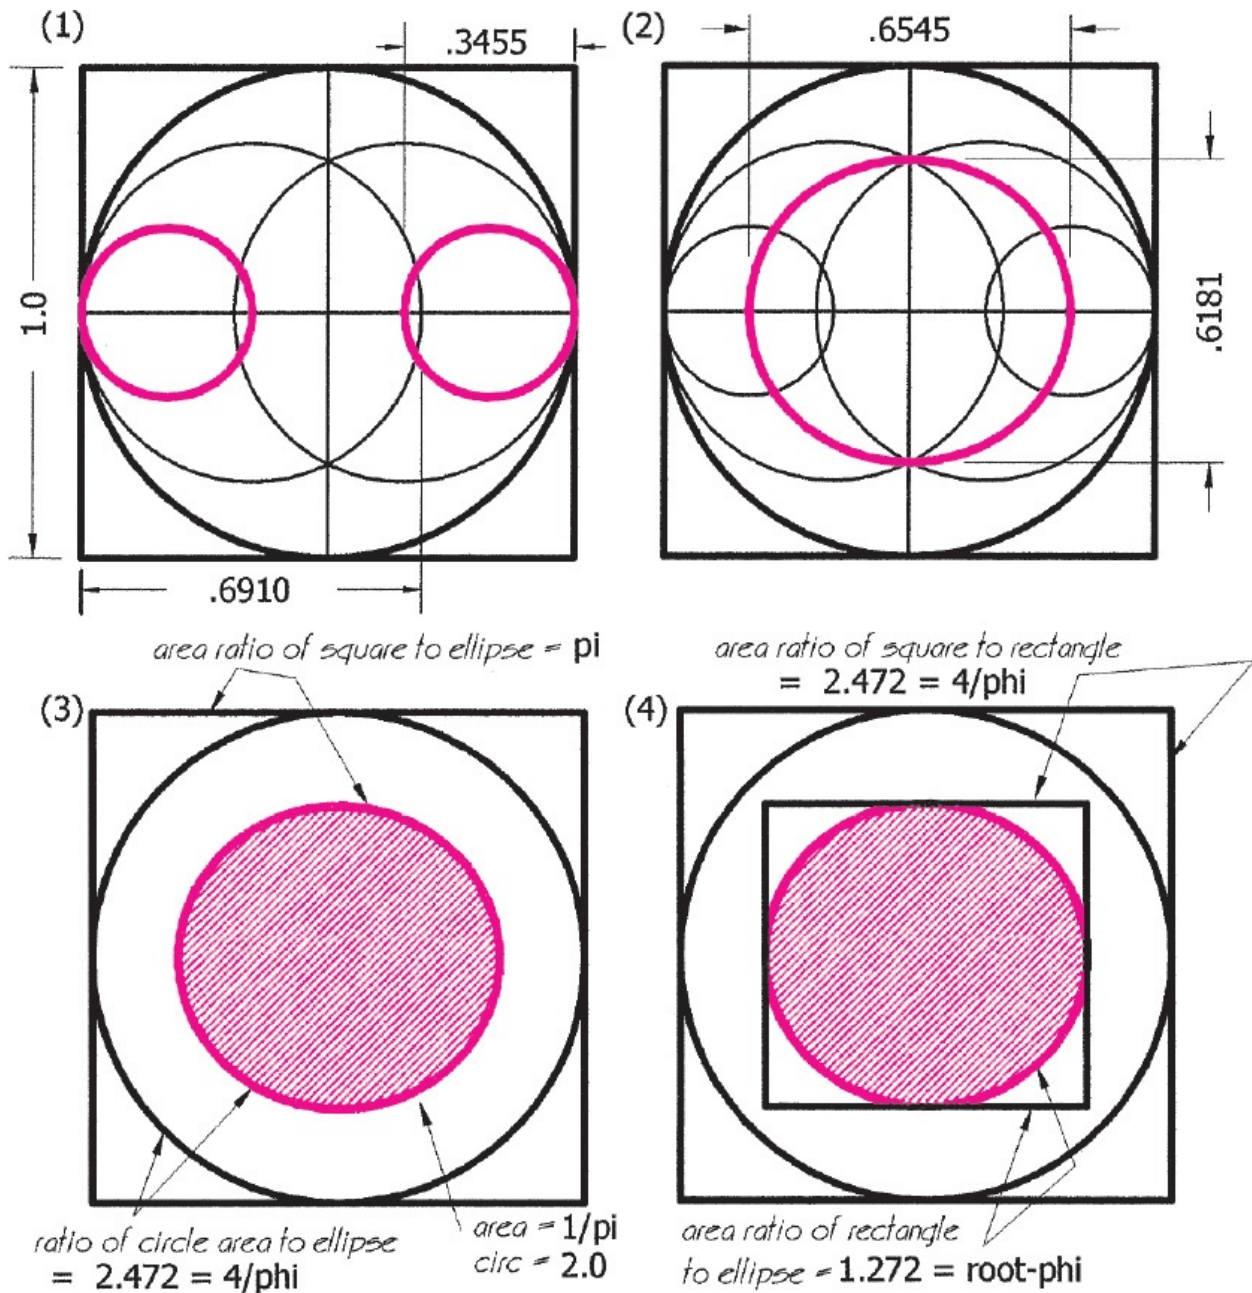 (1)
.3455
(2)
.6545
1.0
.6181
.6910
area ratio of square to ellipse = pi
area ratio of square to rectangle
= 2.472 = 4/phi
(3)
(4)
ratio of circle area to ellipse
= 2.472 = 4/phi
area = 1/pi
circ = 2.0
area ratio of rectangle
to ellipse = 1.272 = root-phi